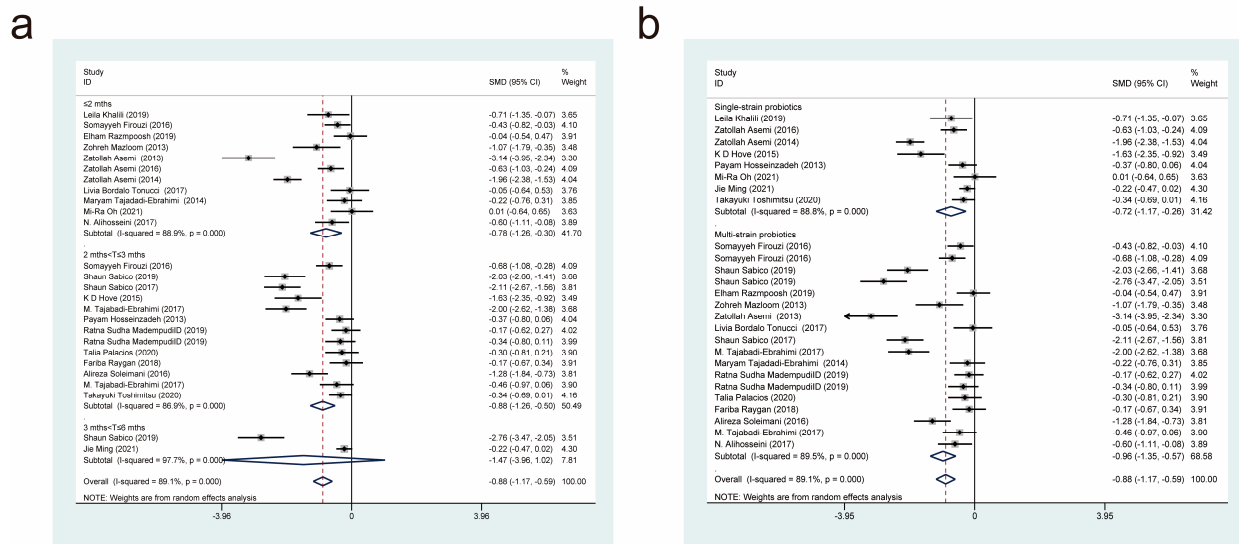 a
Study
ID SMD (95% CI) % Weight
≤2 mths
Leila Khalili (2019) -0.71 (-1.35, -0.07) 3.65
Somayyeh Firouzi (2016) -0.43 (-0.82, -0.03) 4.10
Elham Razmpoosh (2019) -0.04 (-0.54, 0.47) 3.91
Zohreh Mazloom (2013) -1.07 (-1.79, -0.35) 3.48
Zatollah Asemi (2013) -3.14 (-3.95, -2.34) 3.30
Zatollah Asemi (2016) -0.63 (-1.03, -0.24) 4.09
Zatollah Asemi (2014) -1.96 (-2.38, -1.53) 4.04
Livia Bordalo Tonucci (2017) -0.05 (-0.64, 0.53) 3.76
Maryam Tajadadi-Ebrahimi (2014) -0.22 (-0.76, 0.31) 3.85
Mi-Ra Oh (2021) 0.01 (-0.64, 0.65) 3.63
N. Alihosseini (2017) -0.60 (-1.11, -0.08) 3.89
Subtotal (I-squared = 88.9%, p = 0.000) -0.78 (-1.26, -0.30) 41.70
.
2 mths<T≤3 mths
Somayyeh Firouzi (2016) -0.68 (-1.08, -0.28) 4.09
Shaun Sabico (2019) -2.03 (-2.66, -1.41) 3.68
Shaun Sabico (2017) -2.11 (-2.67, -1.56) 3.81
K D Hove (2015) -1.63 (-2.35, -0.92) 3.49
M. Tajabadi-Ebrahimi (2017) -2.00 (-2.62, -1.38) 3.68
Payam Hosseinzadeh (2013) -0.37 (-0.80, 0.06) 4.04
Ratna Sudha MadempudiID (2019) -0.17 (-0.62, 0.27) 4.02
Ratna Sudha MadempudiID (2019) -0.34 (-0.80, 0.11) 3.99
Talia Palacios (2020) -0.30 (-0.81, 0.21) 3.90
Fariba Raygan (2018) -0.17 (-0.67, 0.34) 3.91
Alireza Soleimani (2016) -1.28 (-1.84, -0.73) 3.81
M. Tajabadi-Ebrahimi (2017) -0.46 (-0.97, 0.06) 3.90
Takayuki Toshimitsu (2020) -0.34 (-0.69, 0.01) 4.16
Subtotal (I-squared = 86.9%, p = 0.000) -0.88 (-1.26, -0.50) 50.49
.
3 mths<T≤6 mths
Shaun Sabico (2019) -2.76 (-3.47, -2.05) 3.51
Jie Ming (2021) -0.22 (-0.47, 0.02) 4.30
Subtotal (I-squared = 97.7%, p = 0.000) -1.47 (-3.96, 1.02) 7.81
.
Overall (I-squared = 89.1%, p = 0.000) -0.88 (-1.17, -0.59) 100.00
NOTE: Weights are from random effects analysis
-3.96 0 3.96
b
Study
ID SMD (95% CI) % Weight
Single-strain probiotics
Leila Khalili (2019) -0.71 (-1.35, -0.07) 3.65
Zatollah Asemi (2016) -0.63 (-1.03, -0.24) 4.09
Zatollah Asemi (2014) -1.96 (-2.38, -1.53) 4.04
K D Hove (2015) -1.63 (-2.35, -0.92) 3.49
Payam Hosseinzadeh (2013) -0.37 (-0.80, 0.06) 4.04
Mi-Ra Oh (2021) 0.01 (-0.64, 0.65) 3.63
Jie Ming (2021) -0.22 (-0.47, 0.02) 4.30
Takayuki Toshimitsu (2020) -0.34 (-0.69, 0.01) 4.16
Subtotal (I-squared = 88.8%, p = 0.000) -0.72 (-1.17, -0.26) 31.42
.
Multi-strain probiotics
Somayyeh Firouzi (2016) -0.43 (-0.82, -0.03) 4.10
Somayyeh Firouzi (2016) -0.68 (-1.08, -0.28) 4.09
Shaun Sabico (2019) -2.03 (-2.66, -1.41) 3.68
Shaun Sabico (2019) -2.76 (-3.47, -2.05) 3.51
Elham Razmpoosh (2019) -0.04 (-0.54, 0.47) 3.91
Zohreh Mazloom (2013) -1.07 (-1.79, -0.35) 3.48
Zatollah Asemi (2013) -3.14 (-3.95, -2.34) 3.30
Livia Bordalo Tonucci (2017) -0.05 (-0.64, 0.53) 3.76
Shaun Sabico (2017) -2.11 (-2.67, -1.56) 3.81
M. Tajabadi-Ebrahimi (2017) -2.00 (-2.62, -1.38) 3.68
Maryam Tajadadi-Ebrahimi (2014) -0.22 (-0.76, 0.31) 3.85
Ratna Sudha MadempudiID (2019) -0.17 (-0.62, 0.27) 4.02
Ratna Sudha MadempudiID (2019) -0.34 (-0.80, 0.11) 3.99
Talia Palacios (2020) -0.30 (-0.81, 0.21) 3.90
Fariba Raygan (2018) -0.17 (-0.67, 0.34) 3.91
Alireza Soleimani (2016) -1.28 (-1.84, -0.73) 3.81
M. Tajabadi-Ebrahimi (2017) -0.46 (-0.97, 0.06) 3.90
N. Alihosseini (2017) -0.60 (-1.11, -0.08) 3.89
Subtotal (I-squared = 89.5%, p = 0.000) -0.96 (-1.35, -0.57) 68.58
.
Overall (I-squared = 89.1%, p = 0.000) -0.88 (-1.17, -0.59) 100.00
NOTE: Weights are from random effects analysis
-3.95 0 3.95